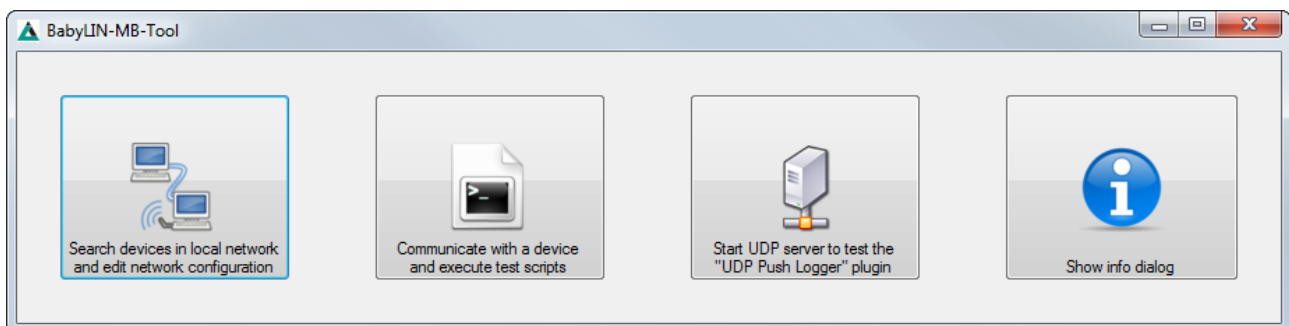 BabyLIN-MB-Tool
Search devices in local network
and edit network configuration
Communicate with a device
and execute test scripts
Start UDP server to test the
"UDP Push Logger" plugin
Show info dialog